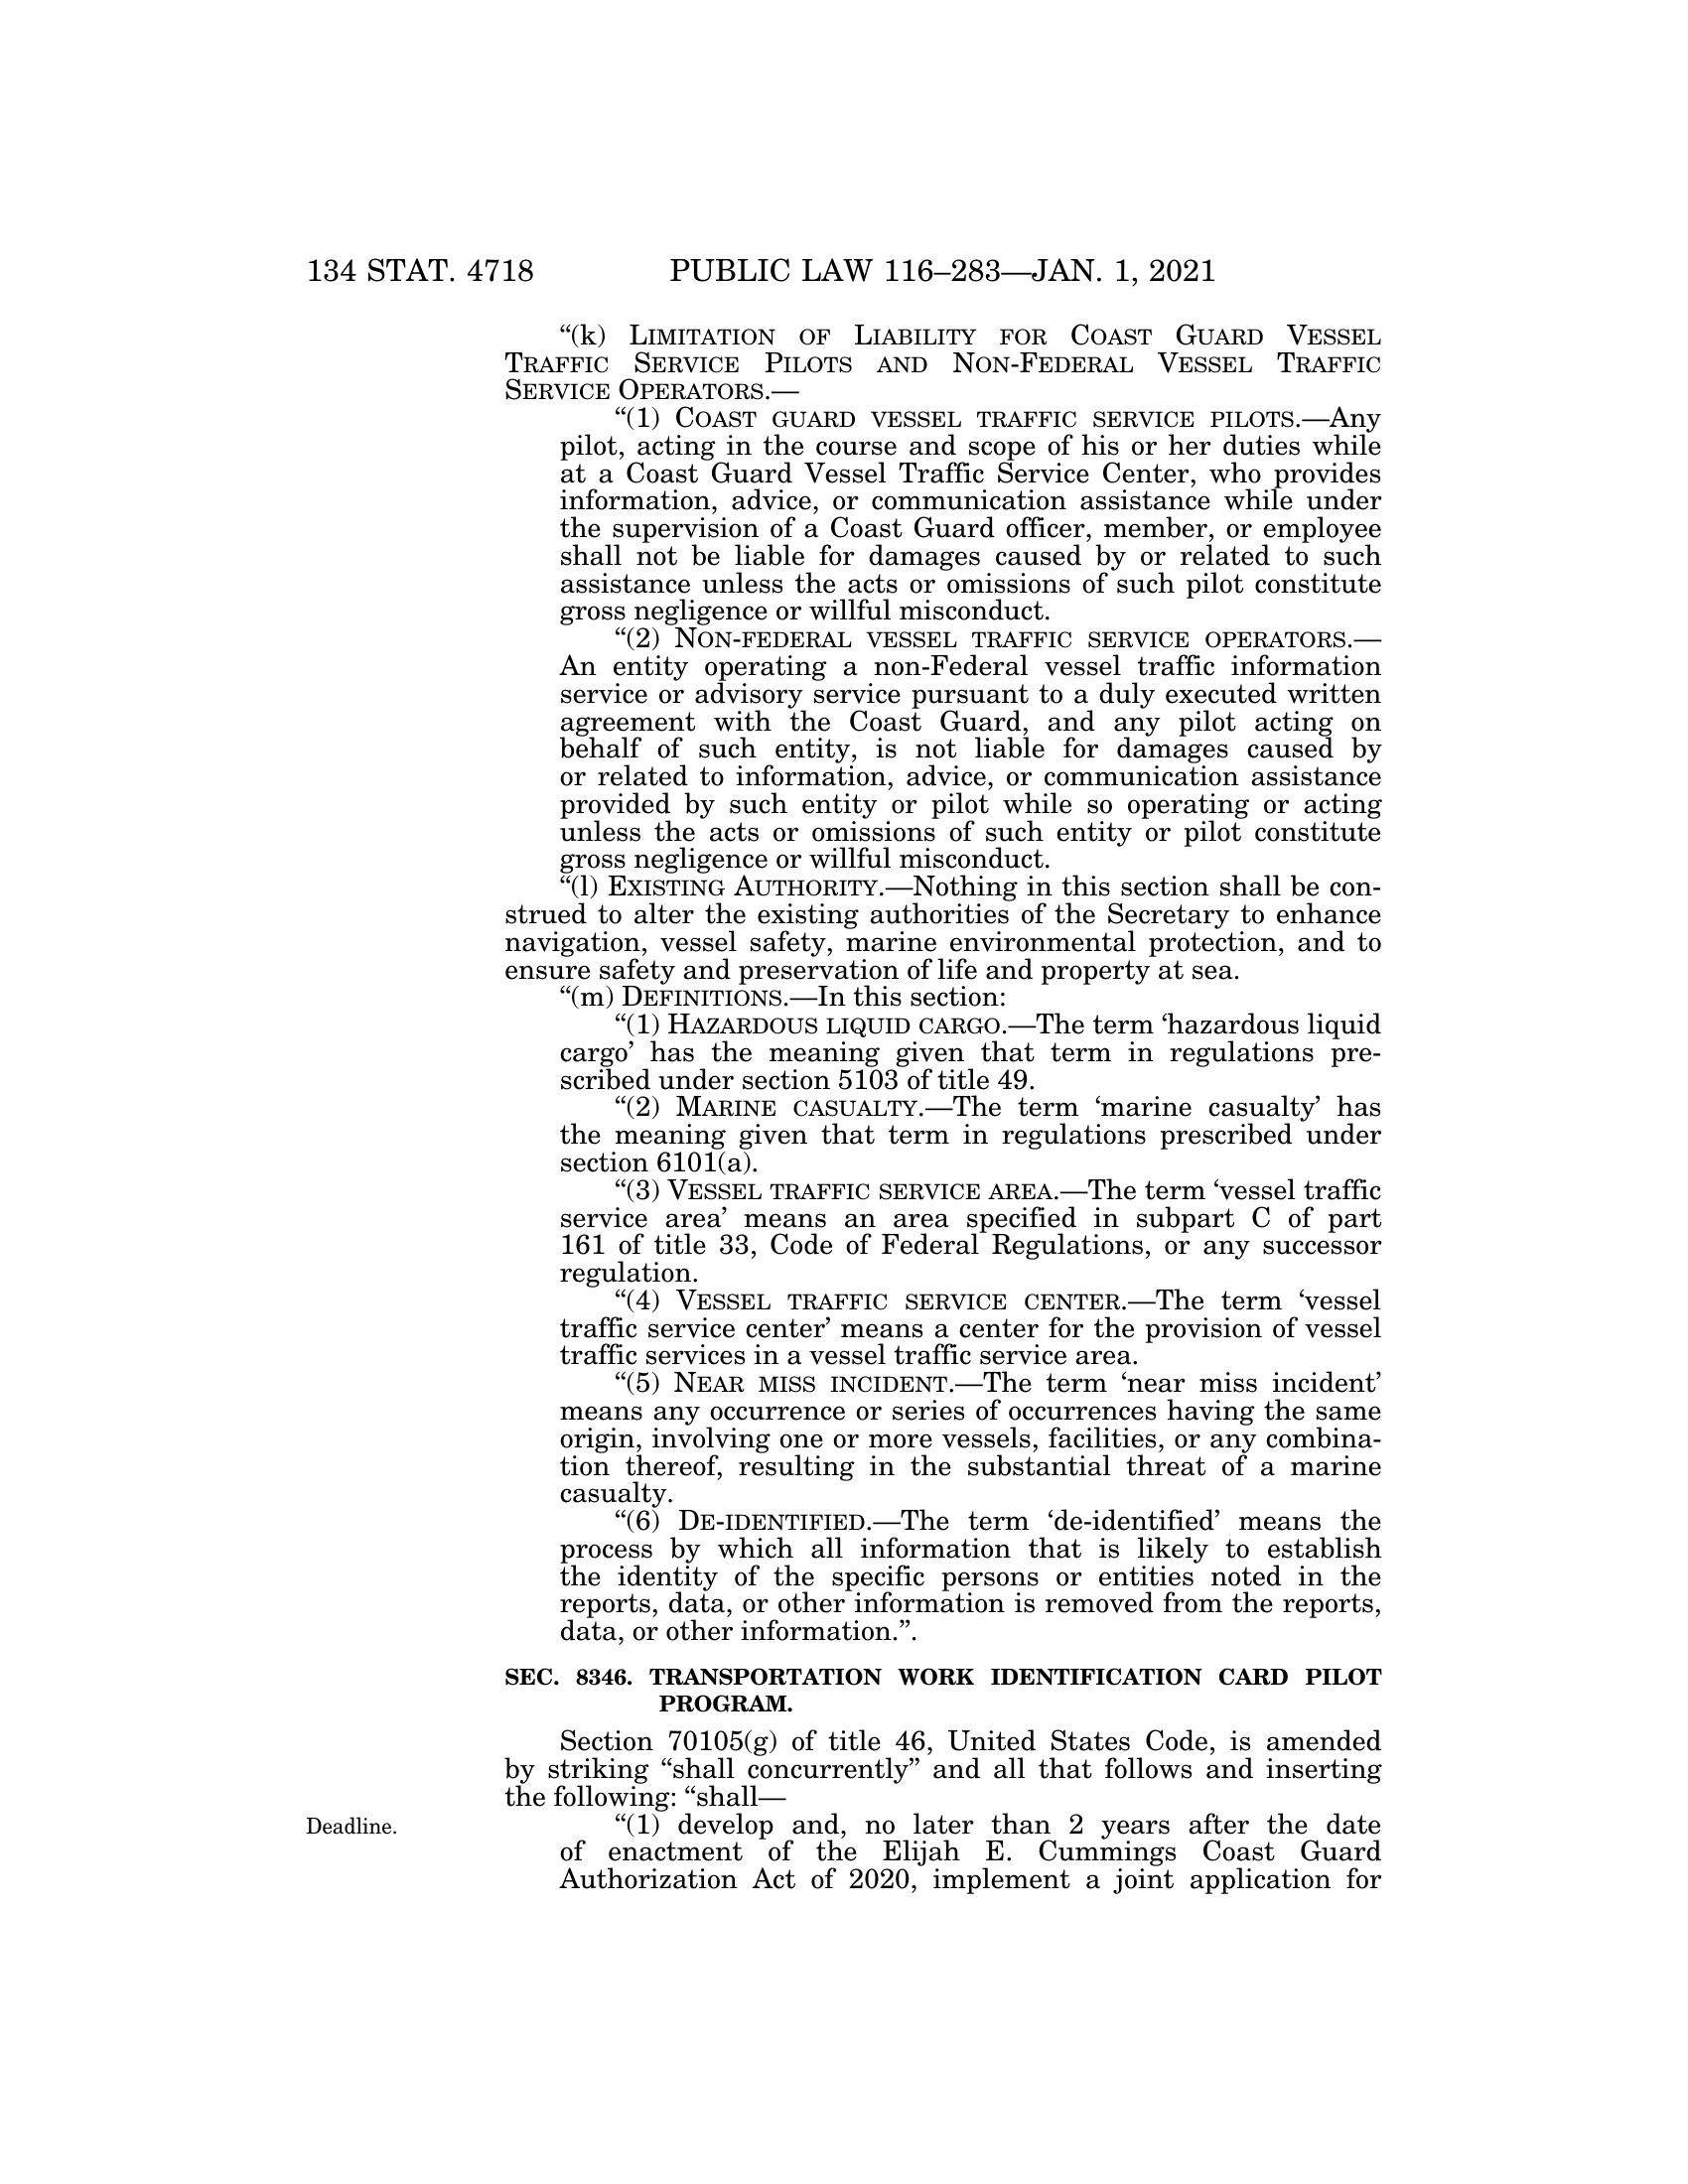 134 STAT. 4718 PUBLIC LAW 116–283—JAN. 1, 2021
“(k) LIMITATION OF LIABILITY FOR COAST GUARD VESSEL
TRAFFIC SERVICE PILOTS AND NON-FEDERAL VESSEL TRAFFIC
SERVICE OPERATORS.—
“(1) COAST GUARD VESSEL TRAFFIC SERVICE PILOTS.—Any
pilot, acting in the course and scope of his or her duties while
at a Coast Guard Vessel Traffic Service Center, who provides
information, advice, or communication assistance while under
the supervision of a Coast Guard officer, member, or employee
shall not be liable for damages caused by or related to such
assistance unless the acts or omissions of such pilot constitute
gross negligence or willful misconduct.
“(2) NON-FEDERAL VESSEL TRAFFIC SERVICE OPERATORS.—
An entity operating a non-Federal vessel traffic information
service or advisory service pursuant to a duly executed written
agreement with the Coast Guard, and any pilot acting on
behalf of such entity, is not liable for damages caused by
or related to information, advice, or communication assistance
provided by such entity or pilot while so operating or acting
unless the acts or omissions of such entity or pilot constitute
gross negligence or willful misconduct.
“(l) EXISTING AUTHORITY.—Nothing in this section shall be con-
strued to alter the existing authorities of the Secretary to enhance
navigation, vessel safety, marine environmental protection, and to
ensure safety and preservation of life and property at sea.
“(m) DEFINITIONS.—In this section:
“(1) HAZARDOUS LIQUID CARGO.—The term ‘hazardous liquid
cargo’ has the meaning given that term in regulations pre-
scribed under section 5103 of title 49.
“(2) MARINE CASUALTY.—The term ‘marine casualty’ has
the meaning given that term in regulations prescribed under
section 6101(a).
“(3) VESSEL TRAFFIC SERVICE AREA.—The term ‘vessel traffic
service area’ means an area specified in subpart C of part
161 of title 33, Code of Federal Regulations, or any successor
regulation.
“(4) VESSEL TRAFFIC SERVICE CENTER.—The term ‘vessel
traffic service center’ means a center for the provision of vessel
traffic services in a vessel traffic service area.
“(5) NEAR MISS INCIDENT.—The term ‘near miss incident’
means any occurrence or series of occurrences having the same
origin, involving one or more vessels, facilities, or any combina-
tion thereof, resulting in the substantial threat of a marine
casualty.
“(6) DE-IDENTIFIED.—The term ‘de-identified’ means the
process by which all information that is likely to establish
the identity of the specific persons or entities noted in the
reports, data, or other information is removed from the reports,
data, or other information.”.
SEC. 8346. TRANSPORTATION WORK IDENTIFICATION CARD PILOT
PROGRAM.
Section 70105(g) of title 46, United States Code, is amended
by striking “shall concurrently” and all that follows and inserting
the following: “shall—
Deadline. “(1) develop and, no later than 2 years after the date
of enactment of the Elijah E. Cummings Coast Guard
Authorization Act of 2020, implement a joint application for